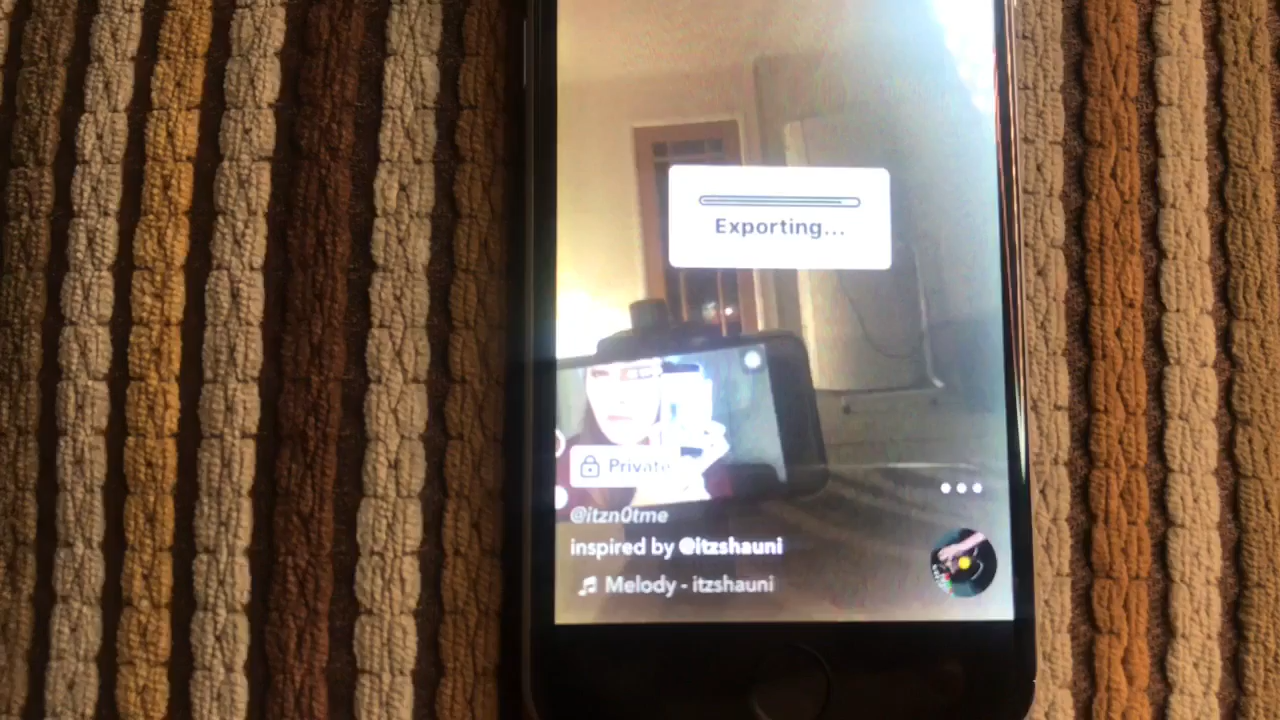 Exporting...
Private
@itzn0tme
inspired by @itzshauni
Melody - itzshauni